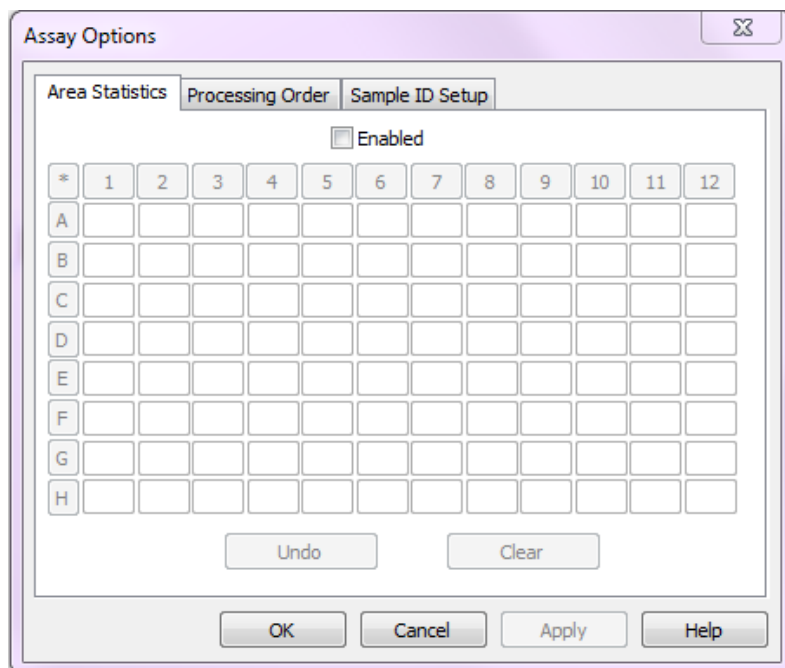 Assay Options
Area Statistics Processing Order Sample ID Setup
Enabled
* 1 2 3 4 5 6 7 8 9 10 11 12
A
B
C
D
E
F
G
H
Undo Clear
OK Cancel Apply Help